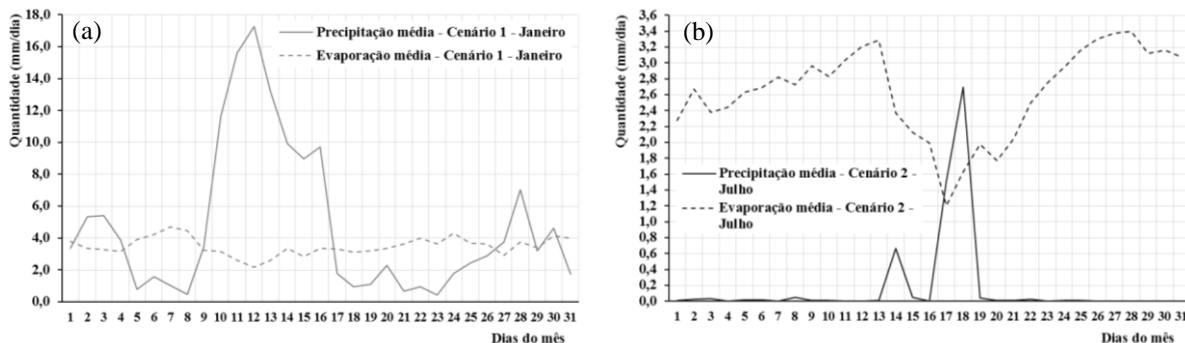 (a)
Quantidade (mm/dia)
18,0
16,0
14,0
12,0
10,0
8,0
6,0
4,0
2,0
0,0
Precipitação média - Cenário 1 - Janeiro
Evaporação média - Cenário 1 - Janeiro
1 2 3 4 5 6 7 8 9 10 11 12 13 14 15 16 17 18 19 20 21 22 23 24 25 26 27 28 29 30 31
Dias do mês
(b)
Quantidade (mm/dia)
3,6
3,4
3,2
3,0
2,8
2,6
2,4
2,2
2,0
1,8
1,6
1,4
1,2
1,0
0,8
0,6
0,4
0,2
0,0
Precipitação média - Cenário 2 -
Julho
Evaporação média - Cenário 2 -
Julho
1 2 3 4 5 6 7 8 9 10 11 12 13 14 15 16 17 18 19 20 21 22 23 24 25 26 27 28 29 30 31
Dias do mês